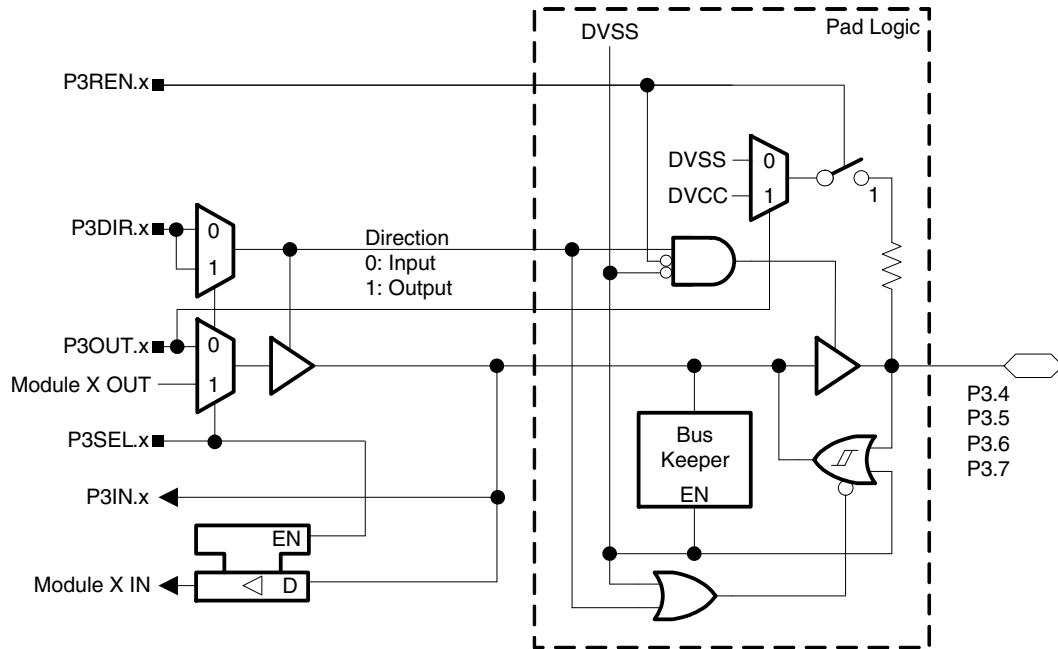 DVSS
Pad Logic
P3REN.x
DVSS
0
DVCC
1
1
P3DIR.x
0
1
Direction
0: Input
1: Output
P3OUT.x
0
Module X OUT
1
P3SEL.x
Bus
Keeper
EN
P3.4
P3.5
P3.6
P3.7
P3IN.x
EN
Module X IN
D